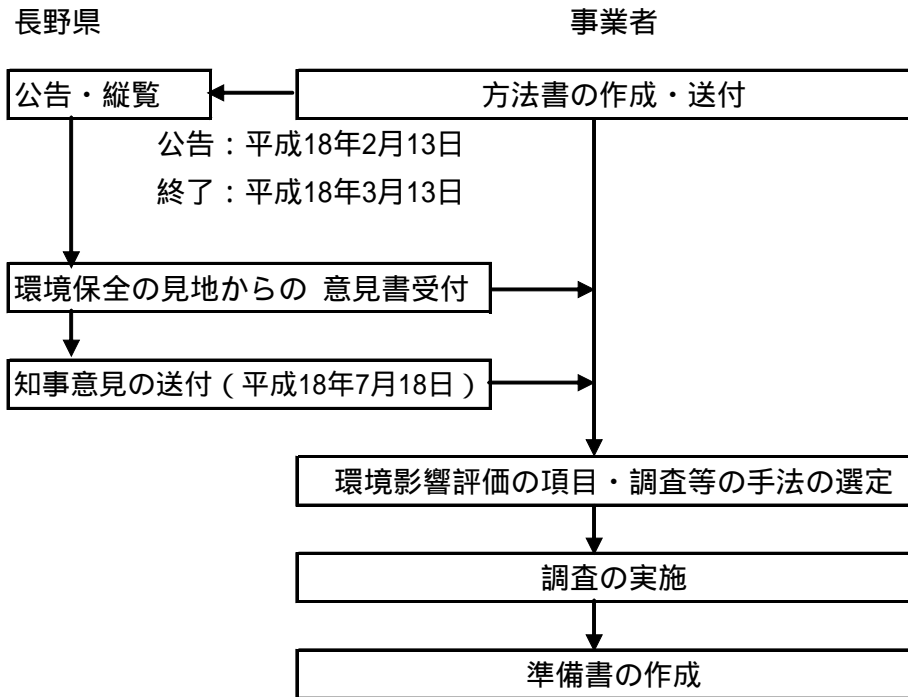 長野県
事業者
公告・縦覧
方法書の作成・送付
公告：平成18年2月13日
終了：平成18年3月13日
環境保全の見地からの 意見書受付
知事意見の送付（平成18年7月18日）
環境影響評価の項目・調査等の手法の選定
調査の実施
準備書の作成